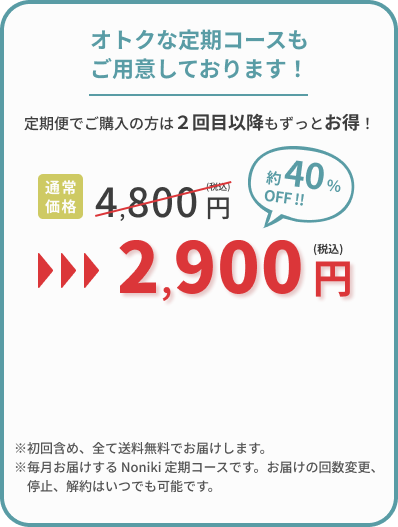 オトクな定期コースも
ご用意しております！
定期便でご購入の方は２回目以降もずっとお得！
約40%
OFF!!
通常
価格
4,800円
(税込)
2,900円
(税込)
※初回含め、全て送料無料でお届けします。
※毎月お届けする Noniki 定期コースです。お届けの回数変更、
停止、解約はいつでも可能です。